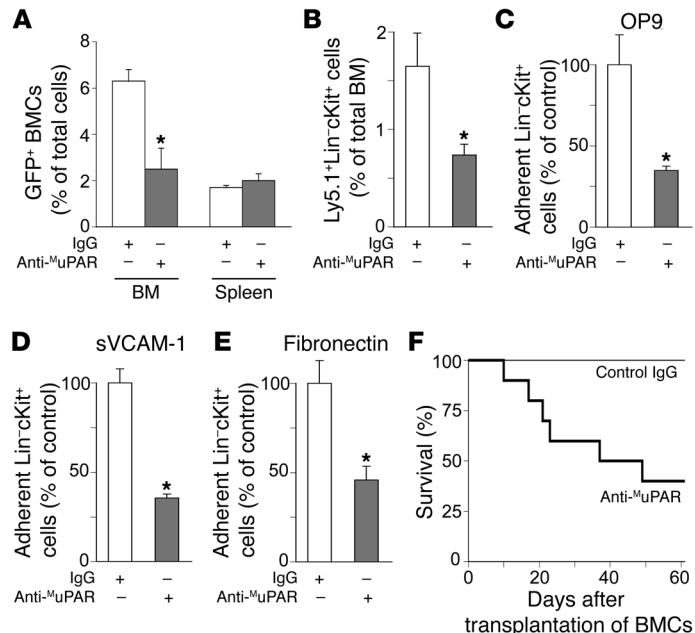 A
GFP⁺ BMCs
(% of total cells)
8
6
4
2
0
IgG + – + –
Anti-ᴹuPAR – + – +
BM Spleen
*
B
Ly5.1⁺Lin⁻cKit⁺ cells
(% of total BM)
2
1
0
IgG + –
Anti-ᴹuPAR – +
*
C
OP9
Adherent Lin⁻cKit⁺
cells (% of control)
100
50
0
IgG + –
Anti-ᴹuPAR – +
*
D
sVCAM-1
Adherent Lin⁻cKit⁺
cells (% of control)
100
50
0
IgG + –
Anti-ᴹuPAR – +
*
E
Fibronectin
Adherent Lin⁻cKit⁺
cells (% of control)
100
50
0
IgG + –
Anti-ᴹuPAR – +
*
F
Survival (%)
100
75
50
25
0
Control IgG
Anti-ᴹuPAR
0 20 40 60
Days after
transplantation of BMCs